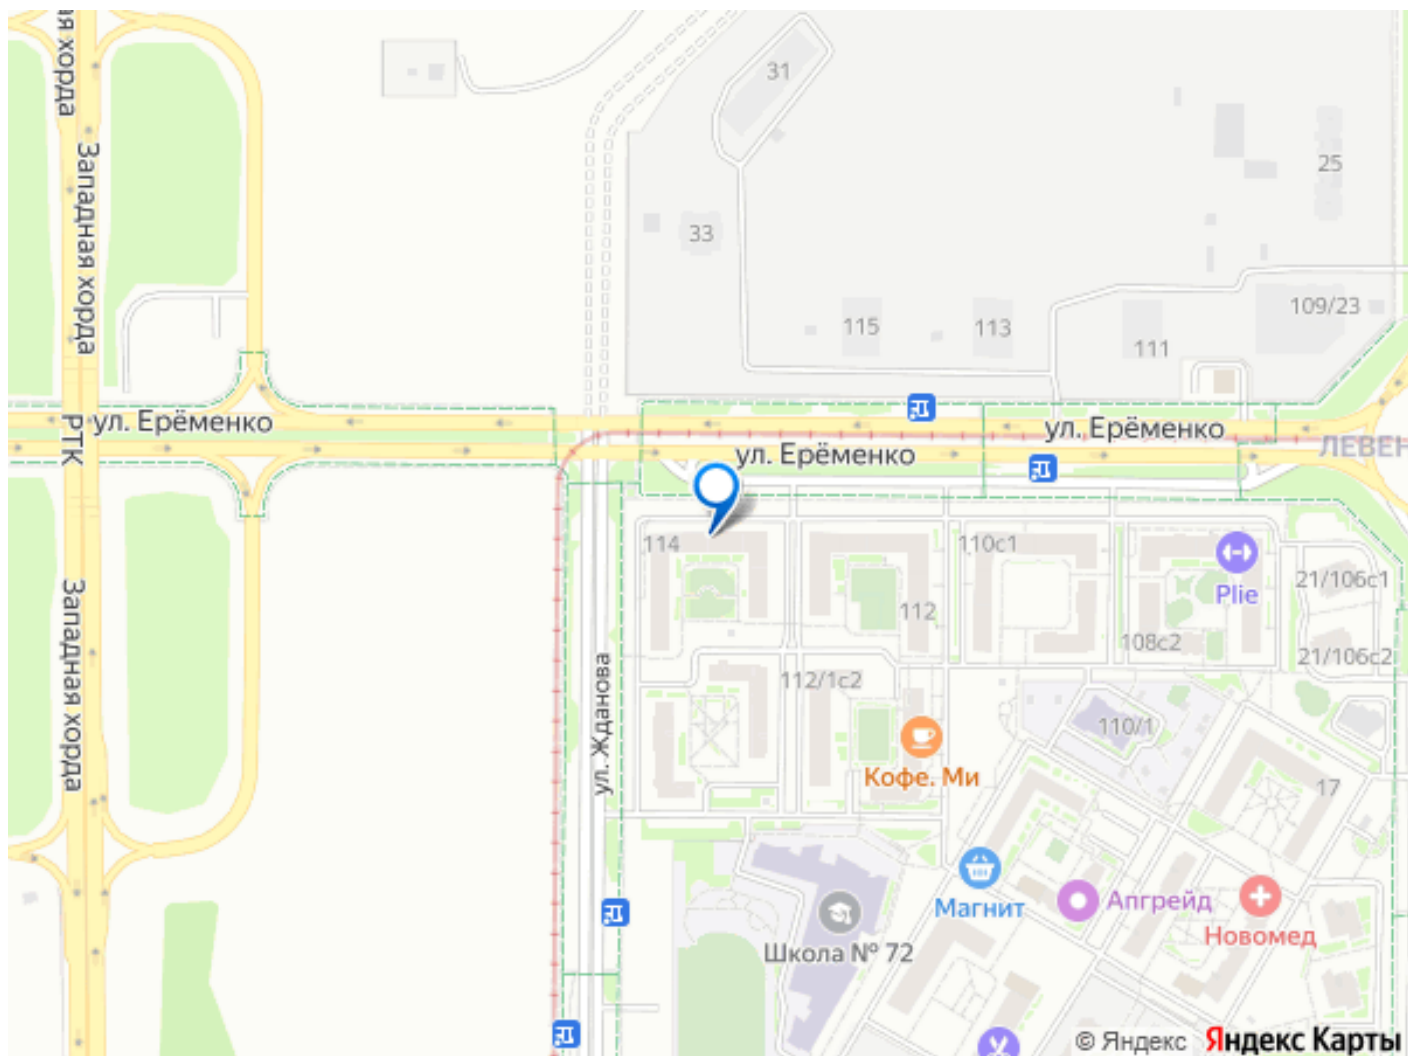 ая хорда
31
Западная хорда
25
33
109/23
115
113
111
РТК
ул. Ерёменко
ул. Ерёменко
ул. Ерёменко
ЛЕВЕН
114
110с1
Plie
21/106с1
112
108с2
21/106с2
Западная хорда
ул. Жданова
112/1с2
110/1
Кофе. Ми
17
Магнит
Апгрейд
Новомед
Школа № 72
© Яндекс Яндекс Карты